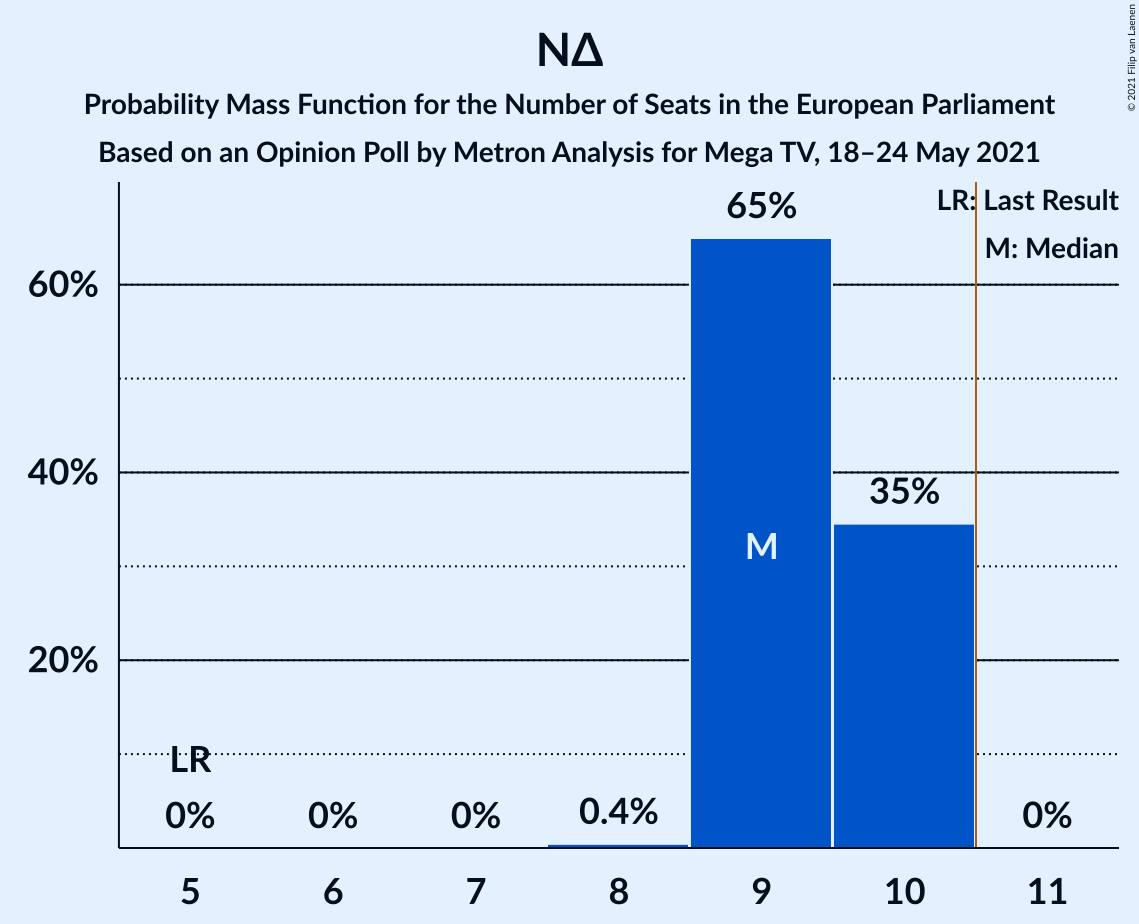 © 2021 Filip van Laenen
ΝΔ
Probability Mass Function for the Number of Seats in the European Parliament
Based on an Opinion Poll by Metron Analysis for Mega TV, 18–24 May 2021
LR: Last Result
M: Median
65%
60%
40%
35%
M
20%
LR
0%
0%
0%
0.4%
0%
5
6
7
8
9
10
11